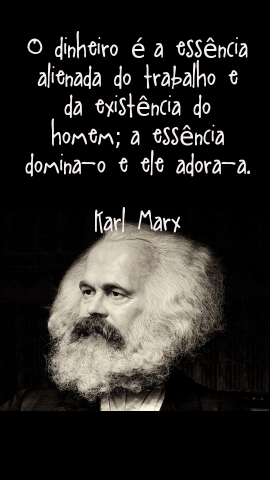 O dinheiro é a essência
alienada do trabalho e
da existência do
homem; a essência
domina-o e ele adora-a.
Karl Marx